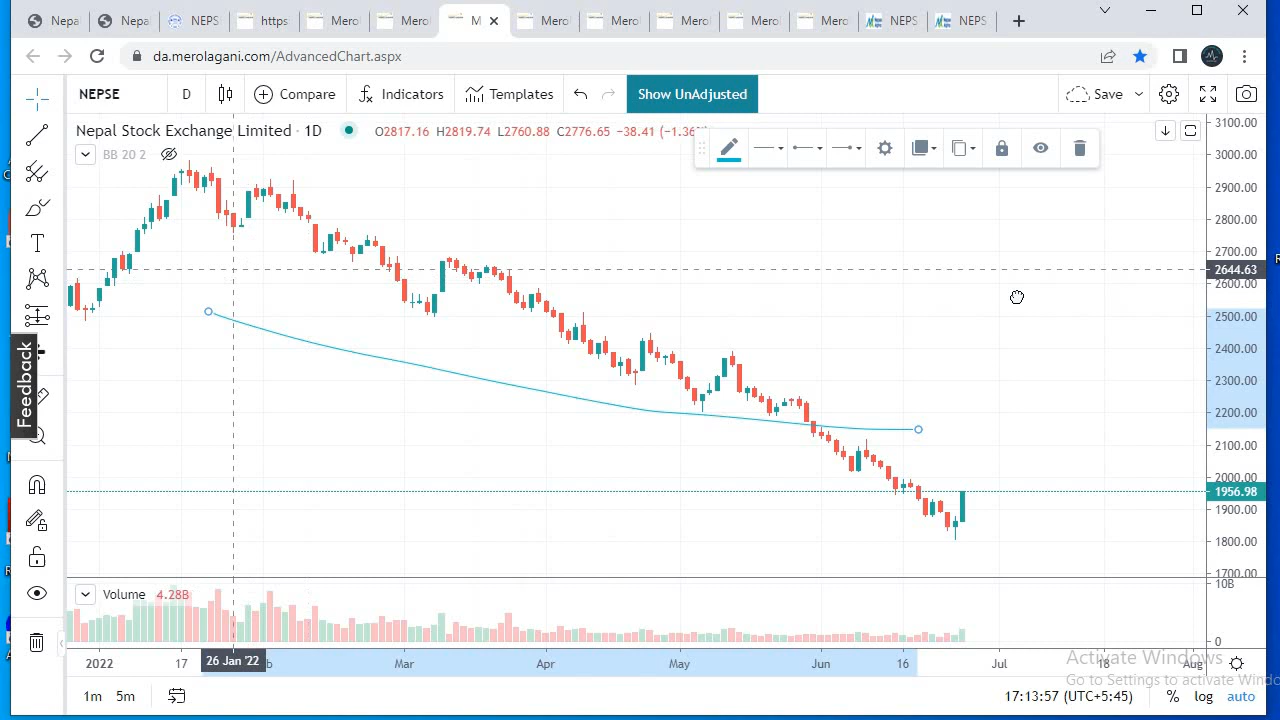 Nepa Nepa NEPS https Mero Mero M Mero Mero Mero Mero Mero NEPS NEPS
da.merolagani.com/AdvancedChart.aspx
NEPSE D Compare Indicators Templates Show UnAdjusted Save
Nepal Stock Exchange Limited · 1D O2817.16 H2819.74 L2760.88 C2776.65 −38.41
BB 20 2
3100.00
3000.00
2900.00
2800.00
2700.00
2644.63
2600.00
2500.00
2400.00
2300.00
2200.00
2100.00
2000.00
1956.98
1900.00
1800.00
1700.00
Feedback
Volume 4.28B
10B
0
2022 17 26 Jan '22 Mar Apr May Jun 16 Jul 18 Aug
Activate Windows
Go to Settings to activate
1m 5m 17:13:57 (UTC+5:45) % log auto